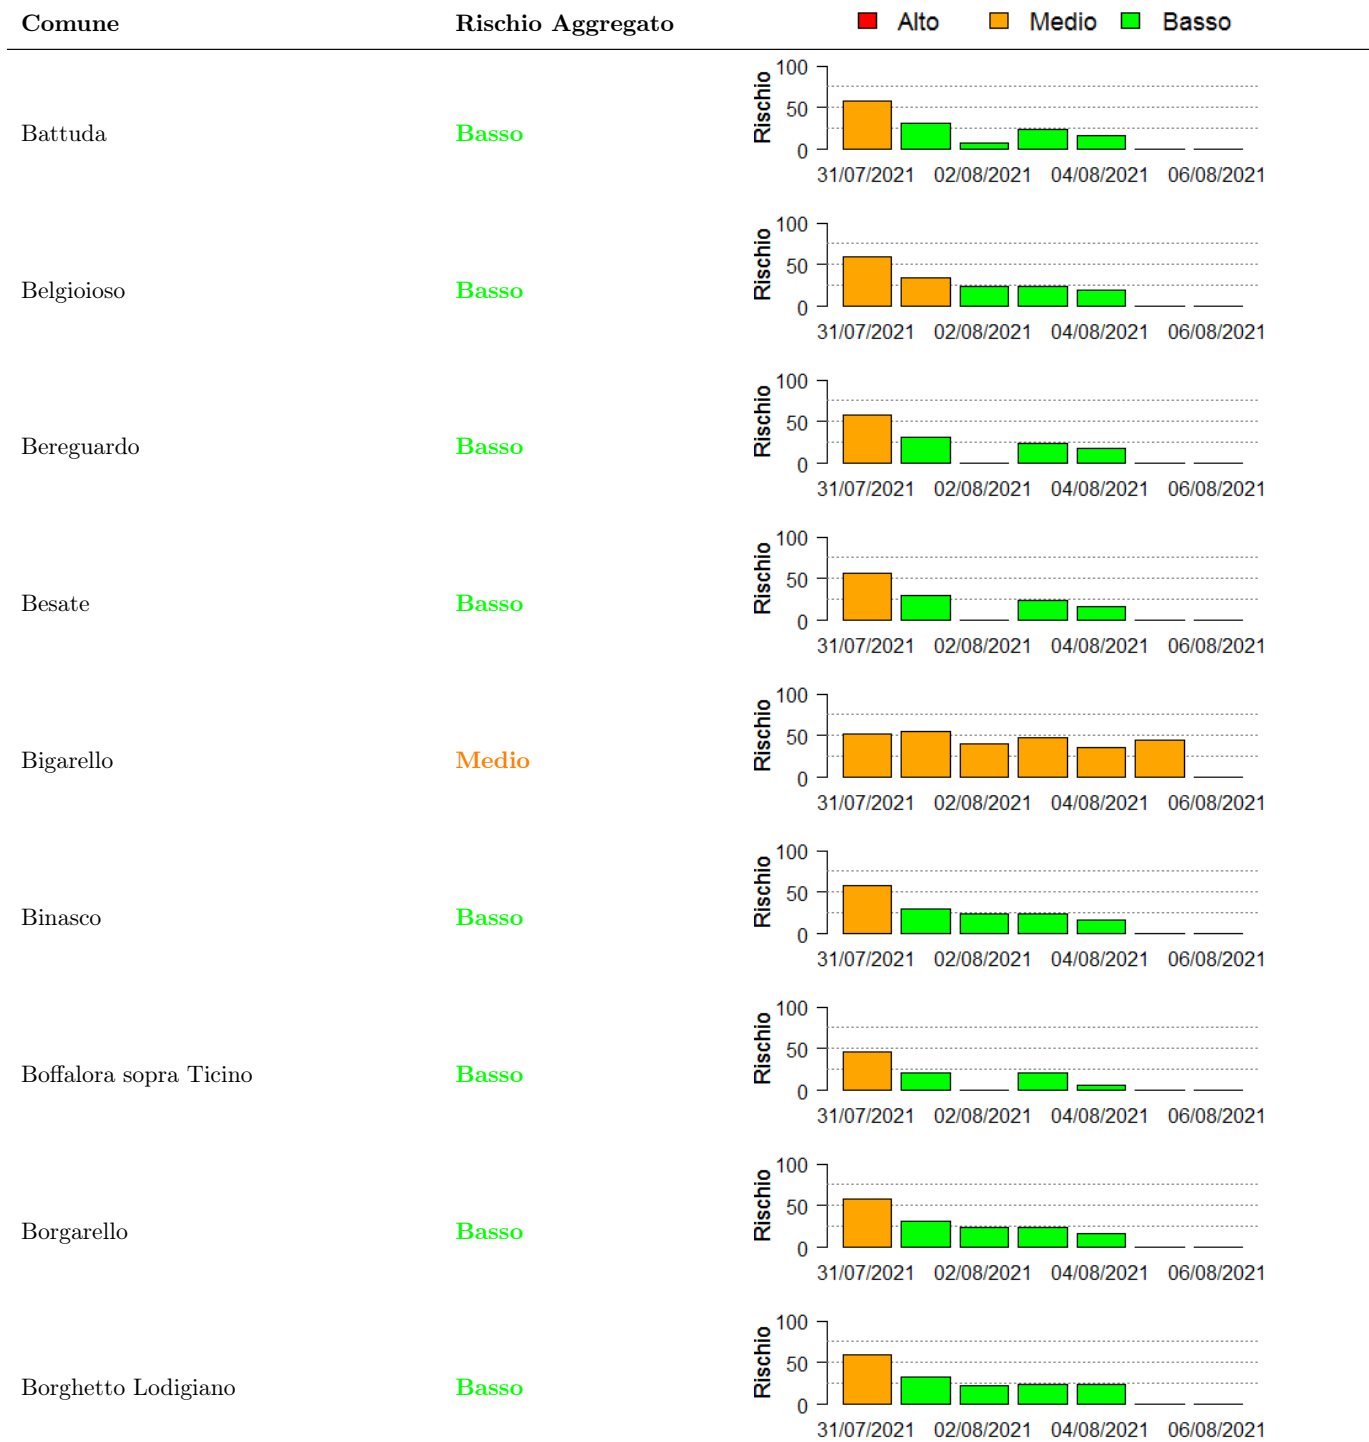 Comune Rischio Aggregato Alto Medio Basso
100
50
0
Rischio
Battuda Basso
31/07/2021 02/08/2021 04/08/2021 06/08/2021
100
50
0
Rischio
Belgioioso Basso
31/07/2021 02/08/2021 04/08/2021 06/08/2021
100
50
0
Rischio
Bereguardo Basso
31/07/2021 02/08/2021 04/08/2021 06/08/2021
100
50
0
Rischio
Besate Basso
31/07/2021 02/08/2021 04/08/2021 06/08/2021
100
50
0
Rischio
Bigarello Medio
31/07/2021 02/08/2021 04/08/2021 06/08/2021
100
50
0
Rischio
Binasco Basso
31/07/2021 02/08/2021 04/08/2021 06/08/2021
100
50
0
Rischio
Boffalora sopra Ticino Basso
31/07/2021 02/08/2021 04/08/2021 06/08/2021
100
50
0
Rischio
Borgarello Basso
31/07/2021 02/08/2021 04/08/2021 06/08/2021
100
50
0
Rischio
Borghetto Lodigiano Basso
31/07/2021 02/08/2021 04/08/2021 06/08/2021